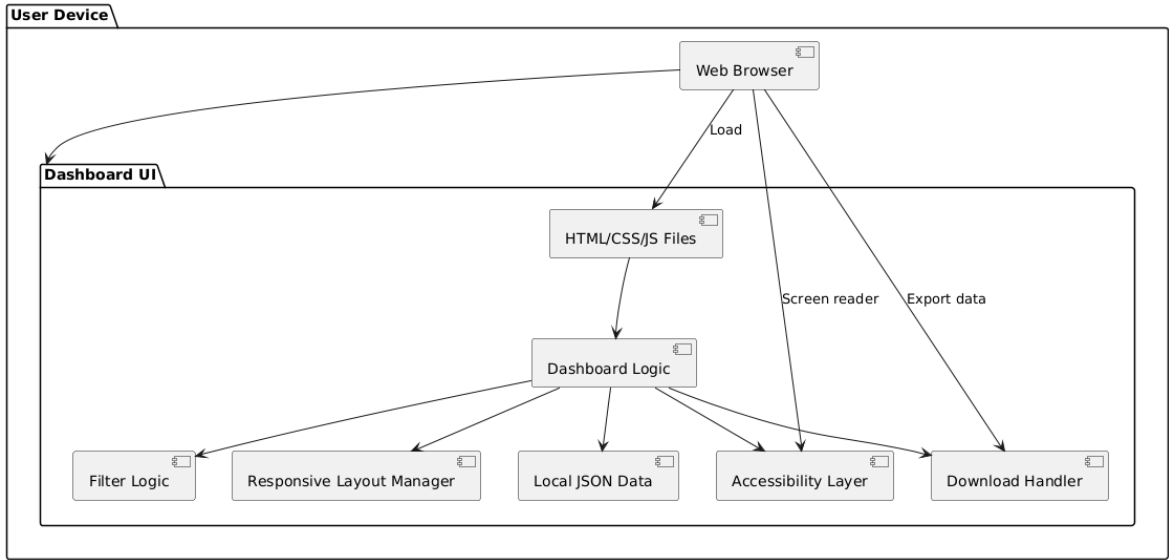 User Device
Web Browser
Load
Dashboard UI
HTML/CSS/JS Files
Screen reader
Export data
Dashboard Logic
Filter Logic
Responsive Layout Manager
Local JSON Data
Accessibility Layer
Download Handler